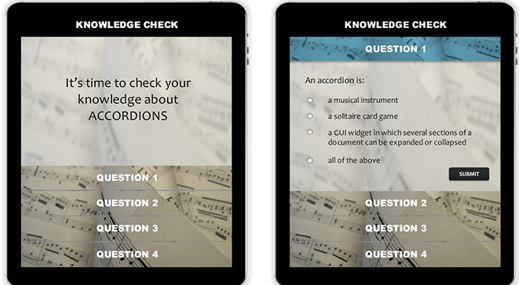 KNOWLEDGE CHECK
It's time to check your
knowledge about
ACCORDIONS
QUESTION 1
QUESTION 2
QUESTION 3
QUESTION 4
KNOWLEDGE CHECK
QUESTION 1
An accordion is:
a musical instrument
a solitaire card game
a GUI widget in which several sections of a
document can be expanded or collapsed
all of the above
SUBMIT
QUESTION 2
QUESTION 3
QUESTION 4